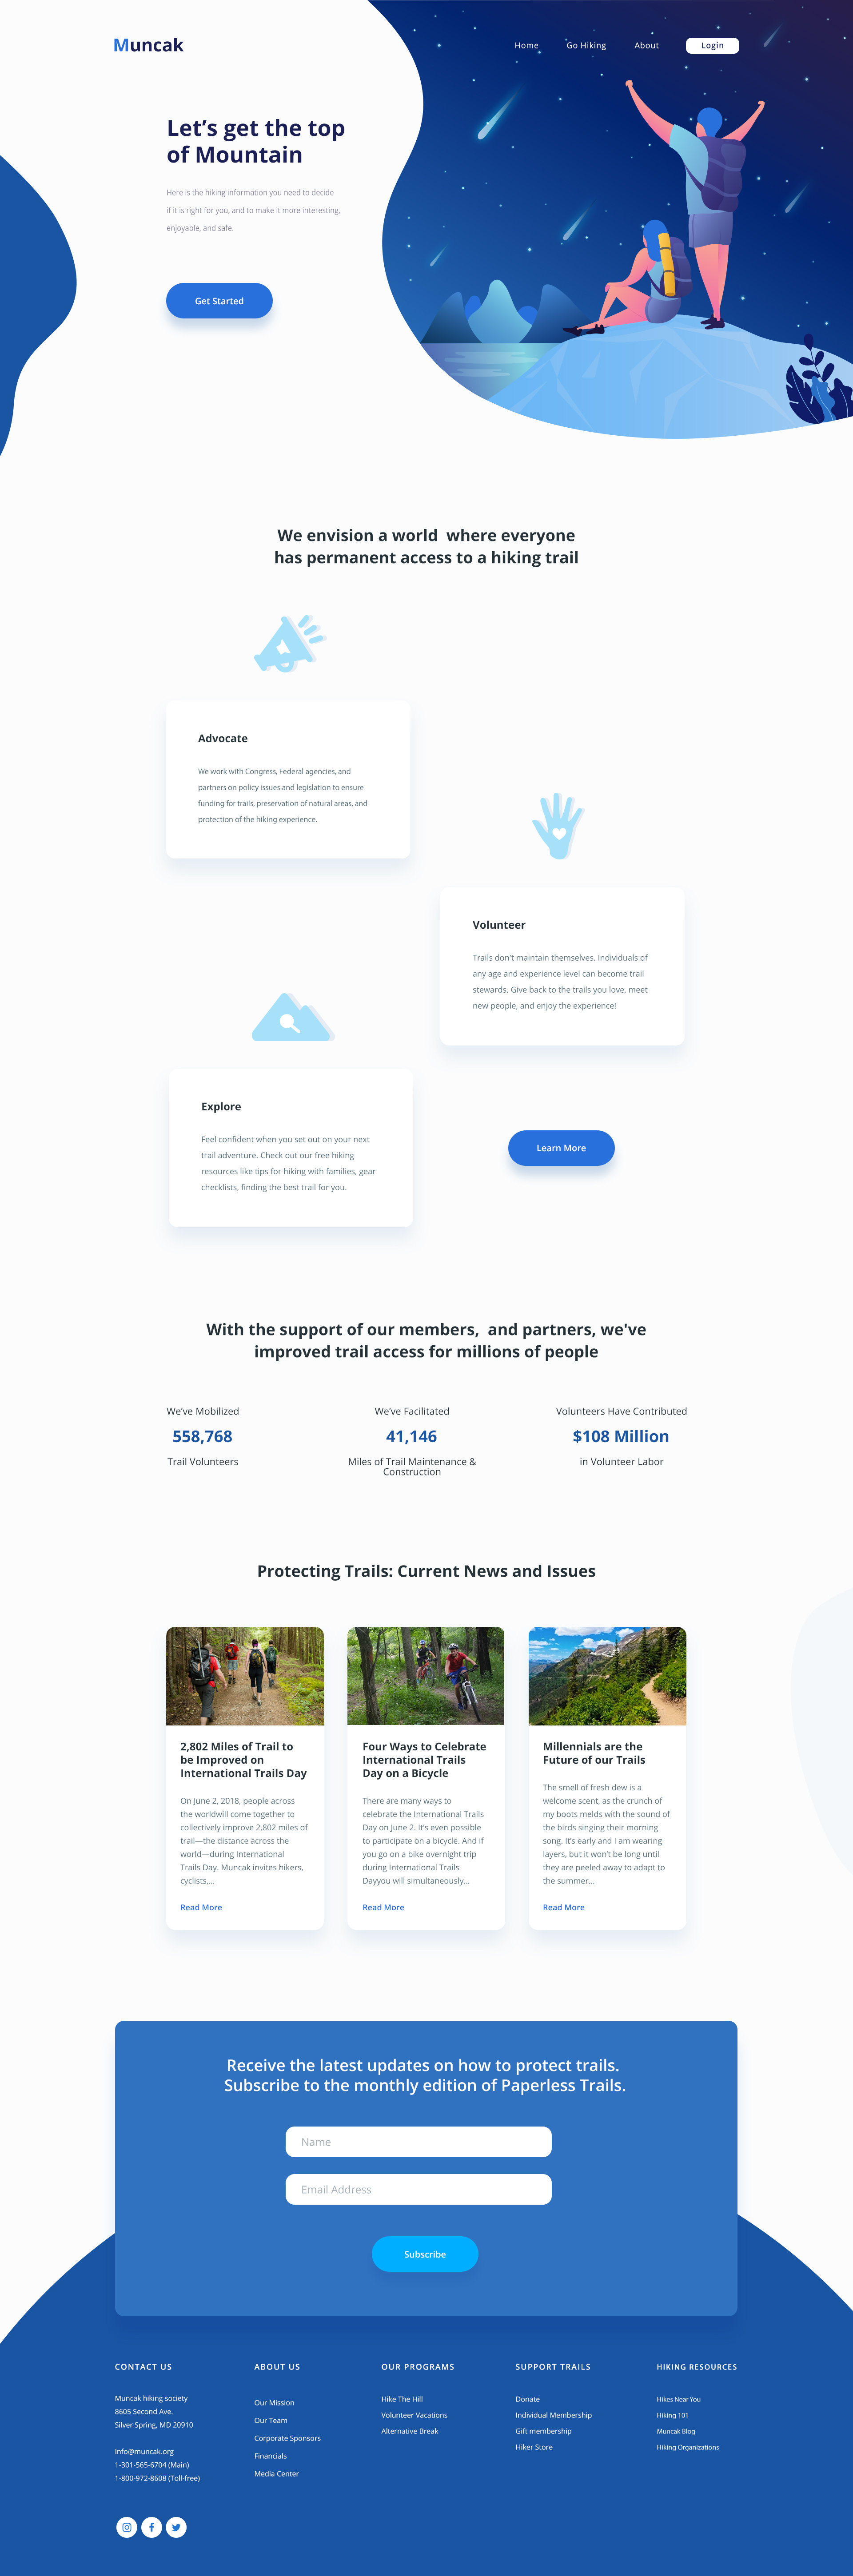 Muncak
Home
Go Hiking
About
Login
Let’s get the top
of Mountain
Here is the hiking information you need to decide
if it is right for you, and to make it more interesting,
enjoyable, and safe.
Get Started
We envision a world  where everyone
has permanent access to a hiking trail
Advocate
We work with Congress, Federal agencies, and
partners on policy issues and legislation to ensure
funding for trails, preservation of natural areas, and
protection of the hiking experience.
Volunteer
Trails don't maintain themselves. Individuals of
any age and experience level can become trail
stewards. Give back to the trails you love, meet
new people, and enjoy the experience!
Explore
Feel confident when you set out on your next
trail adventure. Check out our free hiking
resources like tips for hiking with families, gear
checklists, finding the best trail for you.
Learn More
With the support of our members,  and partners, we've
improved trail access for millions of people
We’ve Mobilized
558,768
Trail Volunteers
We’ve Facilitated
41,146
Miles of Trail Maintenance &
Construction
Volunteers Have Contributed
$108 Million
in Volunteer Labor
Protecting Trails: Current News and Issues
2,802 Miles of Trail to
be Improved on
International Trails Day
On June 2, 2018, people across
the worldwill come together to
collectively improve 2,802 miles of
trail—the distance across the
world—during International
Trails Day. Muncak invites hikers,
cyclists,...
Read More
Four Ways to Celebrate
International Trails
Day on a Bicycle
There are many ways to
celebrate the International Trails
Day on June 2. It’s even possible
to participate on a bicycle. And if
you go on a bike overnight trip
during International Trails
Dayyou will simultaneously...
Read More
Millennials are the
Future of our Trails
The smell of fresh dew is a
welcome scent, as the crunch of
my boots melds with the sound of
the birds singing their morning
song. It’s early and I am wearing
layers, but it won’t be long until
they are peeled away to adapt to
the summer...
Read More
Receive the latest updates on how to protect trails.
Subscribe to the monthly edition of Paperless Trails.
Name
Email Address
Subscribe
CONTACT US
Muncak hiking society
8605 Second Ave.
Silver Spring, MD 20910
Info@muncak.org
1-301-565-6704 (Main)
1-800-972-8608 (Toll-free)
ABOUT US
Our Mission
Our Team
Corporate Sponsors
Financials
Media Center
OUR PROGRAMS
Hike The Hill
Volunteer Vacations
Alternative Break
SUPPORT TRAILS
Donate
Individual Membership
Gift membership
Hiker Store
HIKING RESOURCES
Hikes Near You
Hiking 101
Muncak Blog
Hiking Organizations